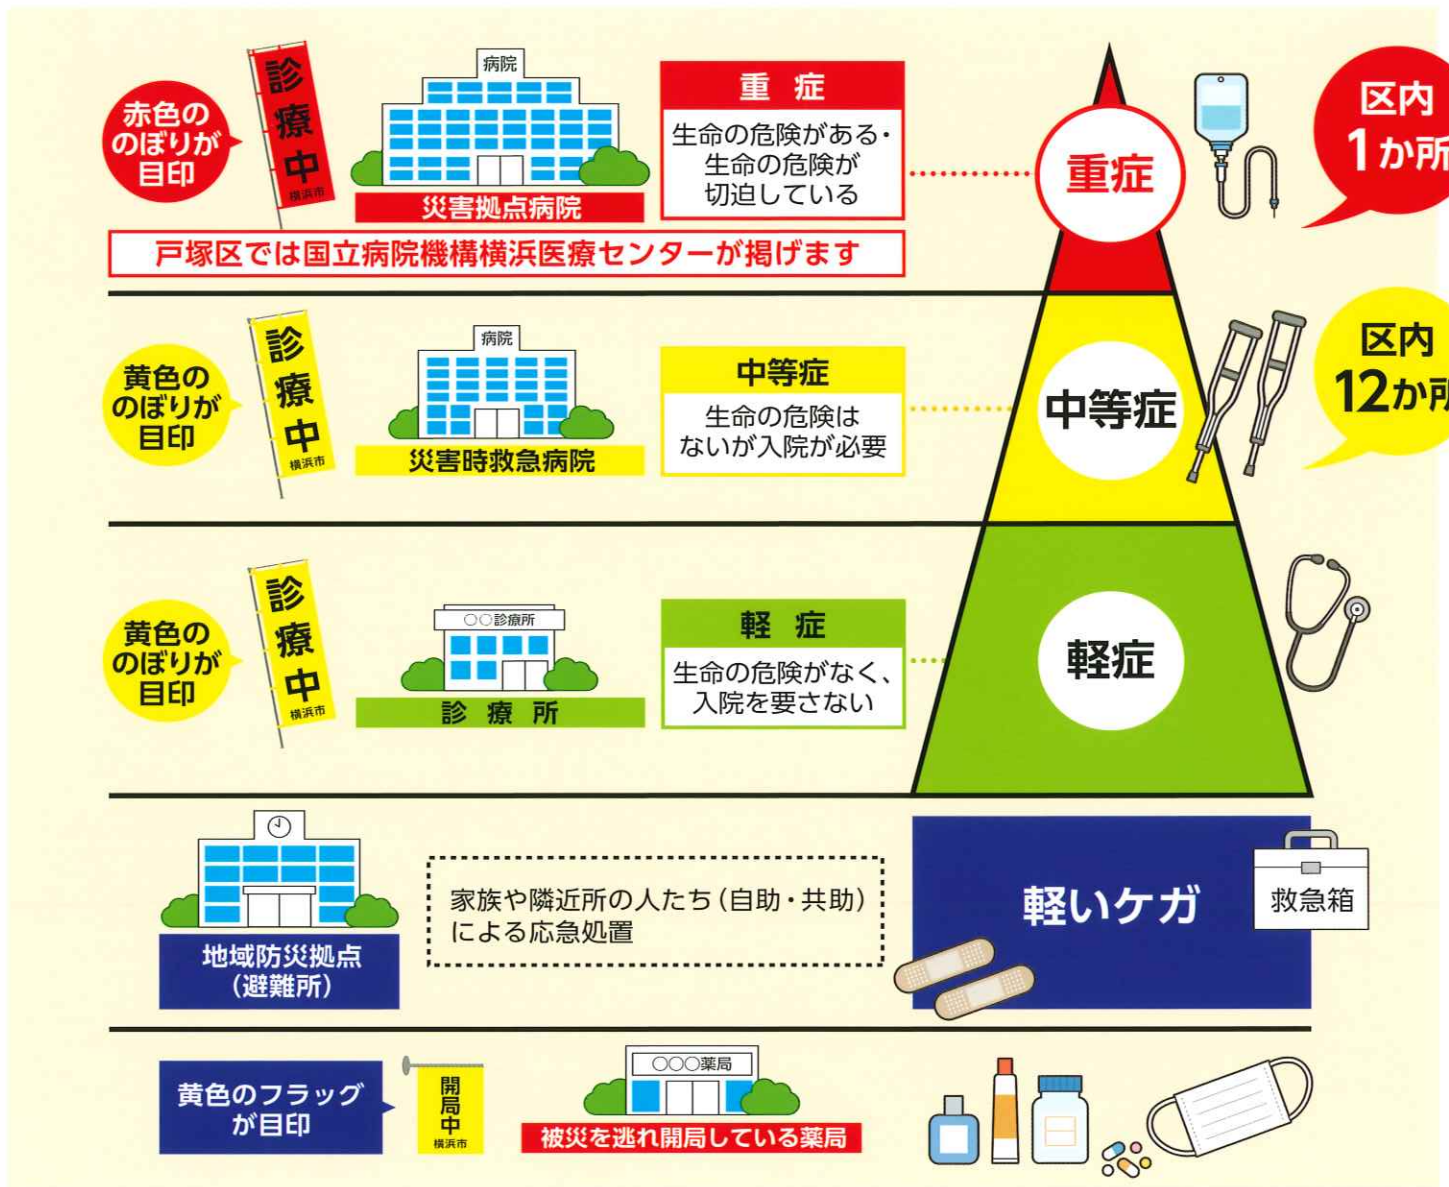 赤色の
のぼりが
目印
診療中
横浜市
病院
災害拠点病院
重症
生命の危険がある・
生命の危険が
切迫している
重症
区内
1か所
戸塚区では国立病院機構横浜医療センターが掲げます
黄色の
のぼりが
目印
診療中
横浜市
病院
災害時救急病院
中等症
生命の危険は
ないが入院が必要
中等症
区内
12か所
黄色の
のぼりが
目印
診療中
横浜市
○○診療所
診療所
軽症
生命の危険がなく、
入院を要さない
軽症
地域防災拠点
(避難所)
家族や隣近所の人たち(自助・共助)
による応急処置
軽いケガ
救急箱
黄色のフラッグ
が目印
開局中
横浜市
○○○薬局
被災を逃れ開局している薬局